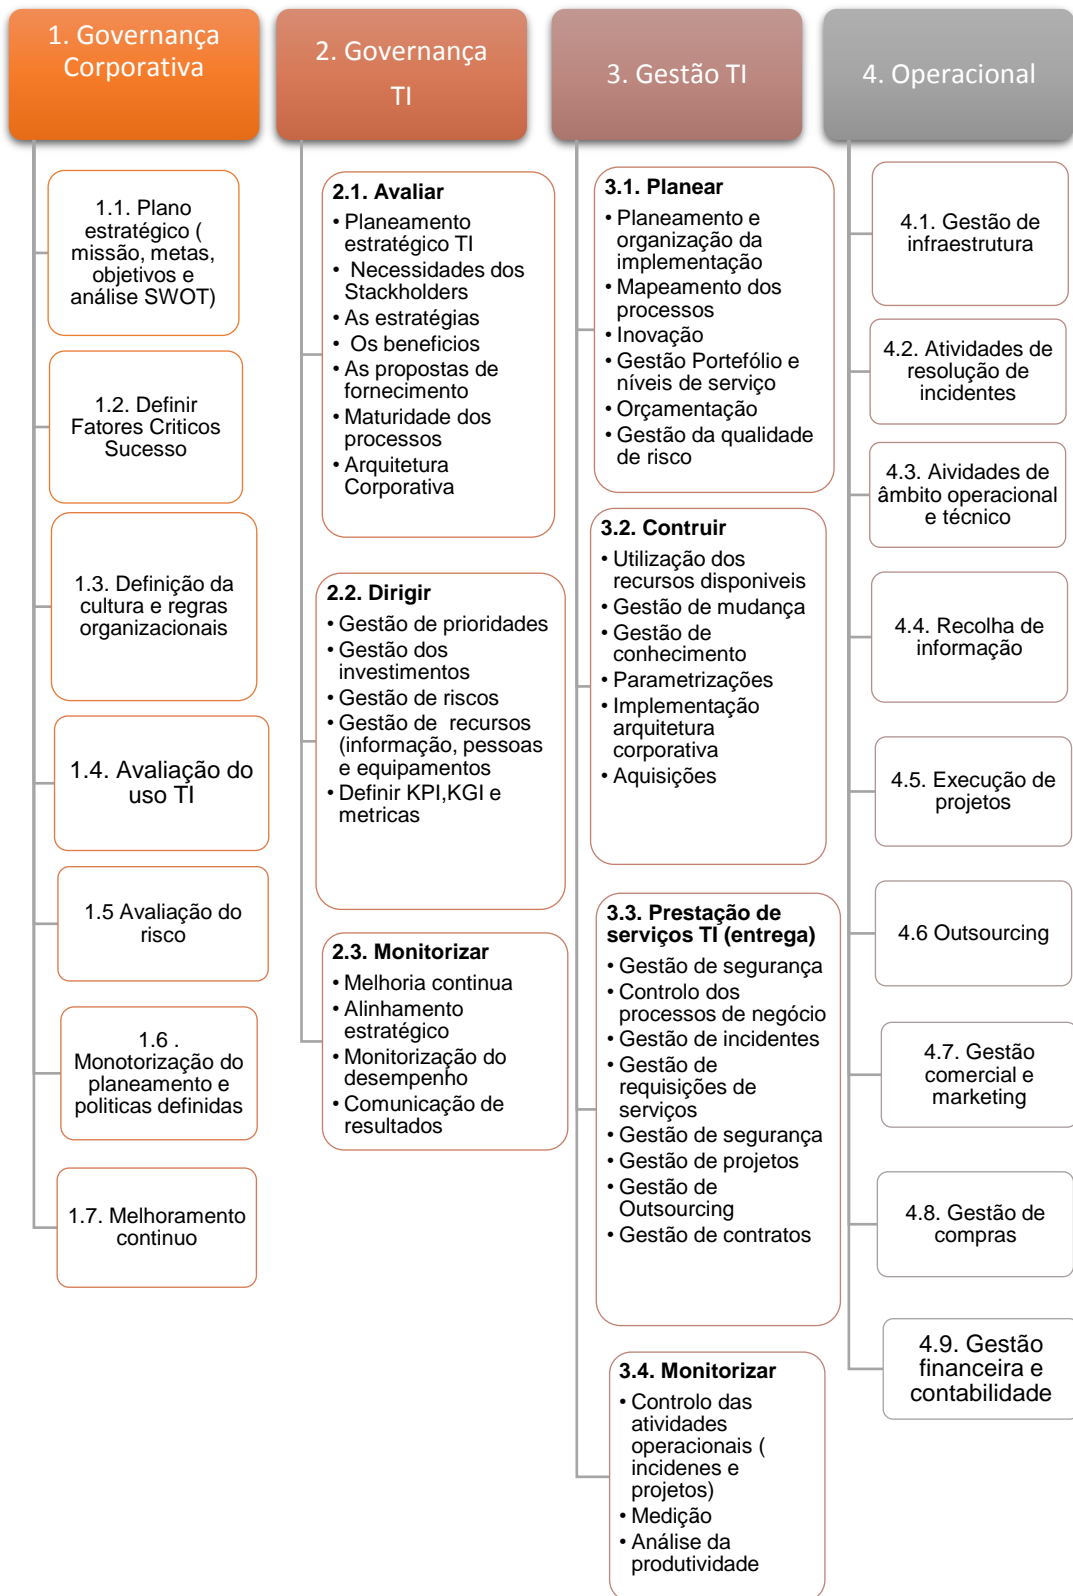 1. Governança
Corporativa
1.1. Plano
estratégico (
missão, metas,
objetivos e
análise SWOT)
1.2. Definir
Fatores Criticos
Sucesso
1.3. Definição da
cultura e regras
organizacionais
1.4. Avaliação do
uso TI
1.5 Avaliação do
risco
1.6 .
Monotorização do
planeamento e
politicas definidas
1.7. Melhoramento
continuo
2. Governança
TI
2.1. Avaliar
• Planeamento
estratégico TI
• Necessidades dos
Stackholders
• As estratégias
• Os beneficios
• As propostas de
fornecimento
• Maturidade dos
processos
• Arquitetura
Corporativa
2.2. Dirigir
• Gestão de prioridades
• Gestão dos
investimentos
• Gestão de riscos
• Gestão de recursos
(informação, pessoas
e equipamentos
• Definir KPI,KGI e
metricas
2.3. Monitorizar
• Melhoria continua
• Alinhamento
estratégico
• Monitorização do
desempenho
• Comunicação de
resultados
3. Gestão TI
3.1. Planear
• Planeamento e
organização da
implementação
• Mapeamento dos
processos
• Inovação
• Gestão Portefólio e
níveis de serviço
• Orçamentação
• Gestão da qualidade
de risco
3.2. Contruir
• Utilização dos
recursos disponiveis
• Gestão de mudança
• Gestão de
conhecimento
• Parametrizações
• Implementação
arquitetura
corporativa
• Aquisições
3.3. Prestação de
serviços TI (entrega)
• Gestão de segurança
• Controlo dos
processos de negócio
• Gestão de incidentes
• Gestão de
requisições de
serviços
• Gestão de segurança
• Gestão de projetos
• Gestão de
Outsourcing
• Gestão de contratos
3.4. Monitorizar
• Controlo das
atividades
operacionais (
incidenes e
projetos)
• Medição
• Análise da
produtividade
4. Operacional
4.1. Gestão de
infraestrutura
4.2. Atividades de
resolução de
incidentes
4.3. Aividades de
âmbito operacional
e técnico
4.4. Recolha de
informação
4.5. Execução de
projetos
4.6 Outsourcing
4.7. Gestão
comercial e
marketing
4.8. Gestão de
compras
4.9. Gestão
financeira e
contabilidade